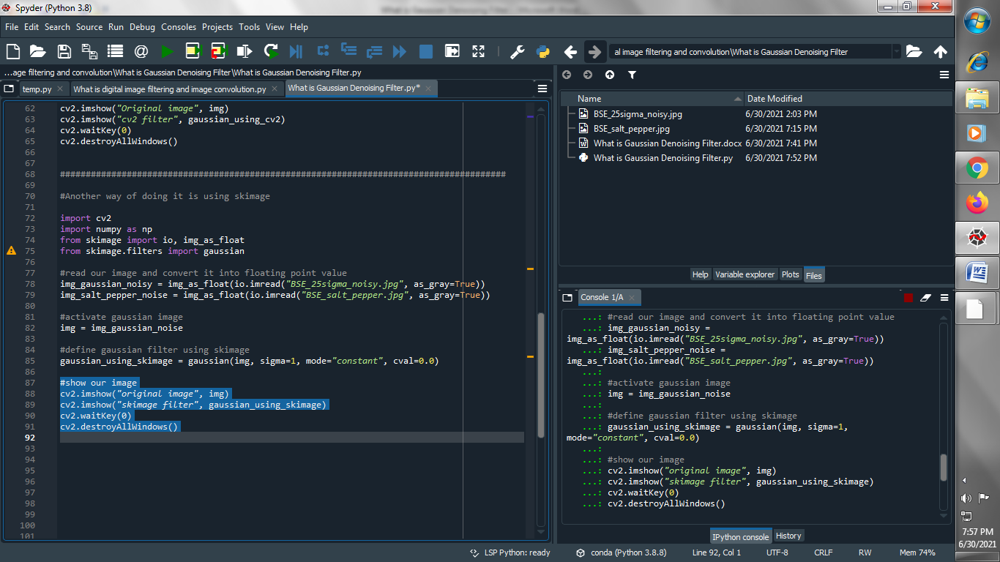 Spyder (Python 3.8)
File Edit Search Source Run Debug Consoles Projects Tools View Help
al image filtering and convolution\What is Gaussian Denoising Filter
...age filtering and convolution\What is Gaussian Denoising Filter\What is Gaussian Denoising Filter.py
temp.py
What is digital image filtering and image convolution.py
What is Gaussian Denoising Filter.py*
62 cv2.imshow("Original image", img)
63 cv2.imshow("cv2 filter", gaussian_using_cv2)
64 cv2.waitKey(0)
65 cv2.destroyAllWindows()
66
67
68 #######################################################################################
69
70 #Another way of doing it is using skimage
71
72 import cv2
73 import numpy as np
74 from skimage import io, img_as_float
75 from skimage.filters import gaussian
76
77 #read our image and convert it into floating point value
78 img_gaussian_noisy = img_as_float(io.imread("BSE_25sigma_noisy.jpg", as_gray=True))
79 img_salt_pepper_noise = img_as_float(io.imread("BSE_salt_pepper.jpg", as_gray=True))
80
81 #activate gaussian image
82 img = img_gaussian_noise
83
84 #define gaussian filter using skimage
85 gaussian_using_skimage = gaussian(img, sigma=1, mode="constant", cval=0.0)
86
87 #show our image
88 cv2.imshow("original image", img)
89 cv2.imshow("skimage filter", gaussian_using_skimage)
90 cv2.waitKey(0)
91 cv2.destroyAllWindows()
92
93
94
95
96
97
98
99
100
101
Name Date Modified
BSE_25sigma_noisy.jpg 6/30/2021 2:03 PM
BSE_salt_pepper.jpg 6/30/2021 7:15 PM
What is Gaussian Denoising Filter.docx 6/30/2021 7:41 PM
What is Gaussian Denoising Filter.py 6/30/2021 7:52 PM
Help Variable explorer Plots Files
Console 1/A
...: #read our image and convert it into floating point value
...: img_gaussian_noisy =
img_as_float(io.imread("BSE_25sigma_noisy.jpg", as_gray=True))
...: img_salt_pepper_noise =
img_as_float(io.imread("BSE_salt_pepper.jpg", as_gray=True))
...:
...: #activate gaussian image
...: img = img_gaussian_noise
...:
...: #define gaussian filter using skimage
...: gaussian_using_skimage = gaussian(img, sigma=1,
mode="constant", cval=0.0)
...:
...: #show our image
...: cv2.imshow("original image", img)
...: cv2.imshow("skimage filter", gaussian_using_skimage)
...: cv2.waitKey(0)
...: cv2.destroyAllWindows()
IPython console History
LSP Python: ready conda (Python 3.8.8) Line 92, Col 1 UTF-8 CRLF RW Mem 74%
7:57 PM
6/30/2021